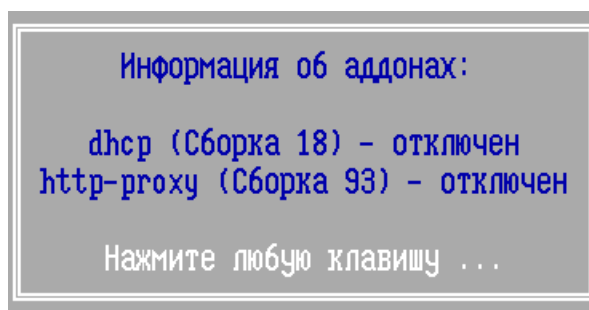 Информация об аддонах:
dhcp (Сборка 18) - отключен
http-proxy (Сборка 93) - отключен
Нажмите любую клавишу ...